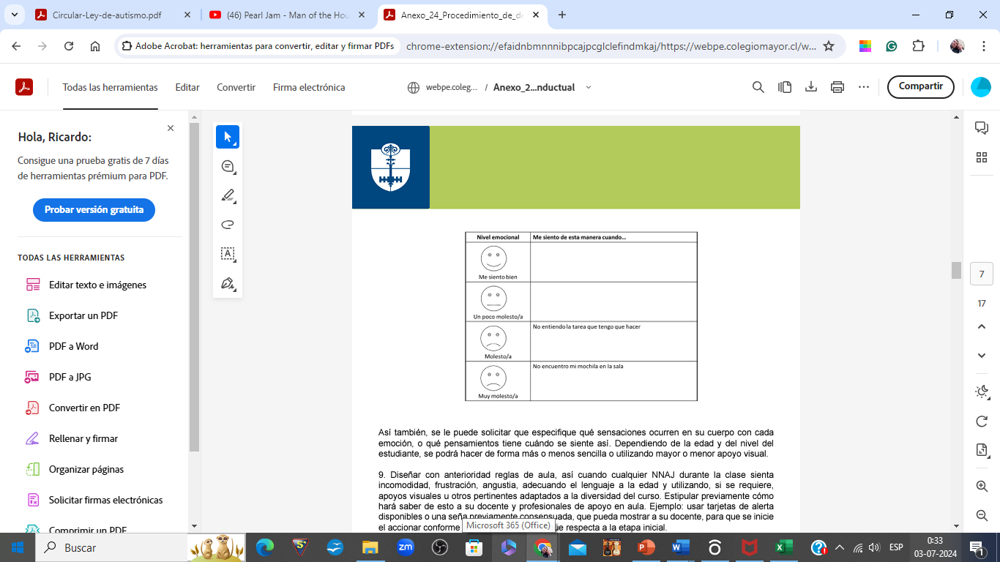 Circular-Ley-de-autismo.pdf
(46) Pearl Jam - Man of the Hou
Anexo_24_Procedimiento_de_de
Adobe Acrobat: herramientas para convertir, editar y firmar PDFs
chrome-extension://efaidnbmnnnibpcajpcglclefindmkaj/https://webpe.colegiomayor.cl/w...
Todas las herramientas
Editar
Convertir
Firma electrónica
webpe.coleg... / Anexo_2...nductual
Compartir
Hola, Ricardo:
Consigue una prueba gratis de 7 días
de herramientas prémium para PDF.
Probar versión gratuita
TODAS LAS HERRAMIENTAS
Editar texto e imágenes
Exportar un PDF
PDF a Word
PDF a JPG
Convertir en PDF
Rellenar y firmar
Organizar páginas
Solicitar firmas electrónicas
Comprimir un PDF
Nivel emocional
Me siento de esta manera cuando...
Me siento bien
Un poco molesto/a
No entiendo la tarea que tengo que hacer
Molesto/a
No encuentro mi mochila en la sala
Muy molesto/a
Así también, se le puede solicitar que especifique qué sensaciones ocurren en su cuerpo con cada
emoción, o qué pensamientos tiene cuándo se siente así. Dependiendo de la edad y del nivel del
estudiante, se podrá hacer de forma más o menos sencilla o utilizando mayor o menor apoyo visual.
9. Diseñar con anterioridad reglas de aula, así cuando cualquier NNAJ durante la clase sienta
incomodidad, frustración, angustia, adecuando el lenguaje a la edad y utilizando, si se requiere,
apoyos visuales u otros pertinentes adaptados a la diversidad del curso. Estipular previamente cómo
hará saber de esto a su docente y profesionales de apoyo en aula. Ejemplo: usar tarjetas de alerta
disponibles o una seña previamente consensuada, que pueda mostrar a su docente, para que se inicie
el accionar conforme
e respecta a la etapa inicial.
Microsoft 365 (Office)
7
17
Buscar
zm
ESP
0:33
03-07-2024
1